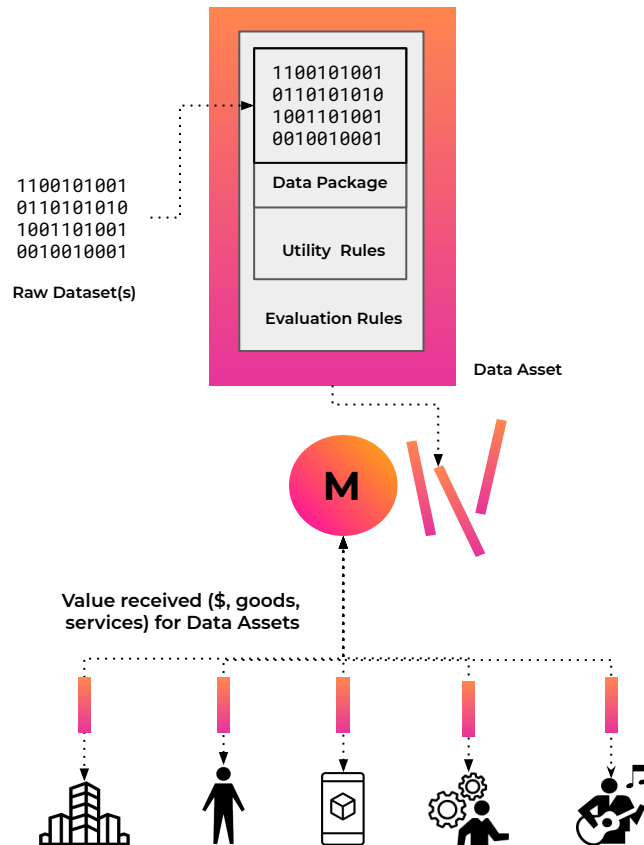 1100101001
0110101010
1001101001
0010010001
Data Package
Utility Rules
Evaluation Rules
1100101001
0110101010
1001101001
0010010001
Raw Dataset(s)
Data Asset
M
Value received ($, goods,
services) for Data Assets